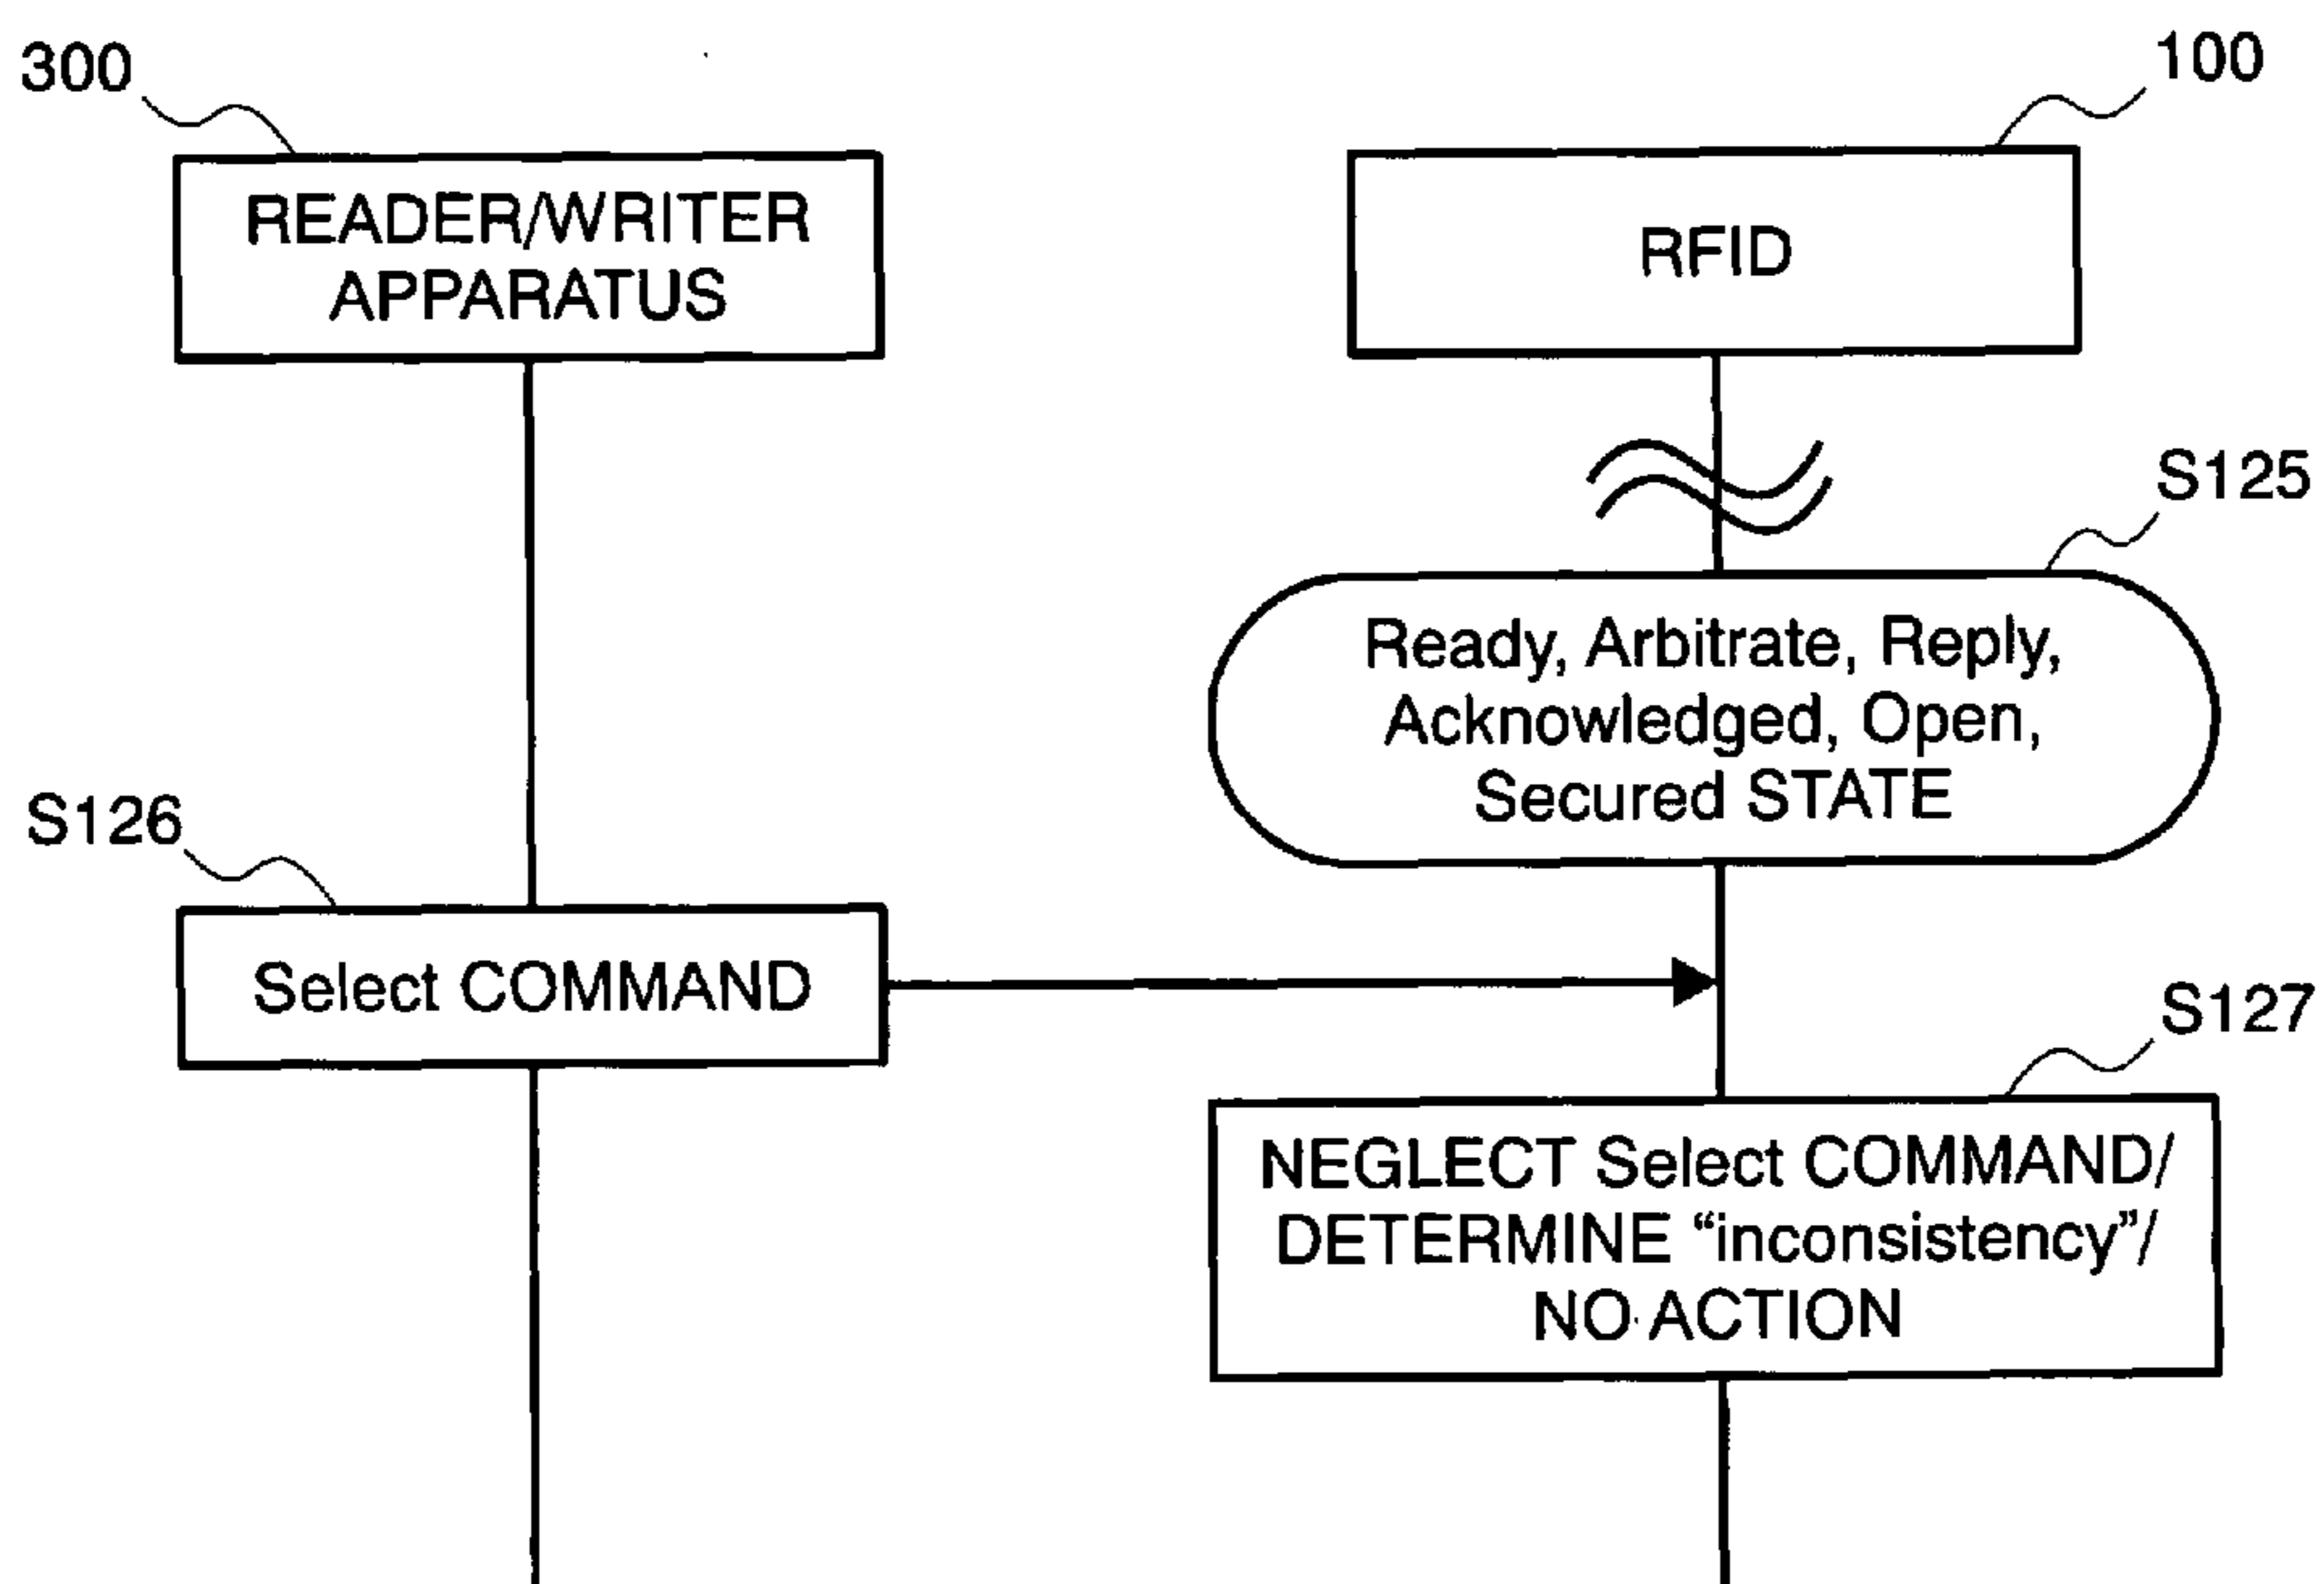 300
100
READER/WRITER
APPARATUS
RFID
S125
Ready, Arbitrate, Reply,
Acknowledged, Open,
Secured STATE
S126
Select COMMAND
S127
NEGLECT Select COMMAND/
DETERMINE “inconsistency”/
NO ACTION